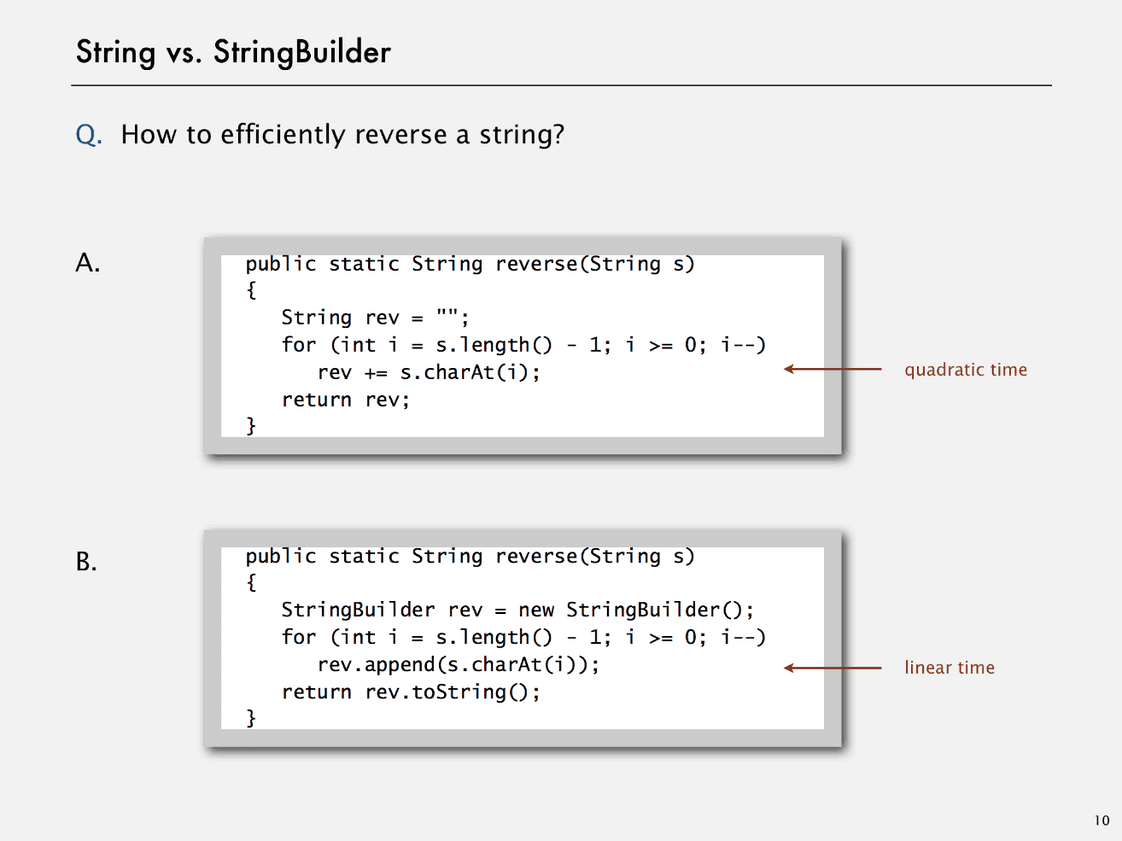 String vs. StringBuilder
Q. How to efficiently reverse a string?
A.
public static String reverse(String s)
{
   String rev = "";
   for (int i = s.length() - 1; i >= 0; i--)
      rev += s.charAt(i);
   return rev;
}
quadratic time
B.
public static String reverse(String s)
{
   StringBuilder rev = new StringBuilder();
   for (int i = s.length() - 1; i >= 0; i--)
      rev.append(s.charAt(i));
   return rev.toString();
}
linear time
10